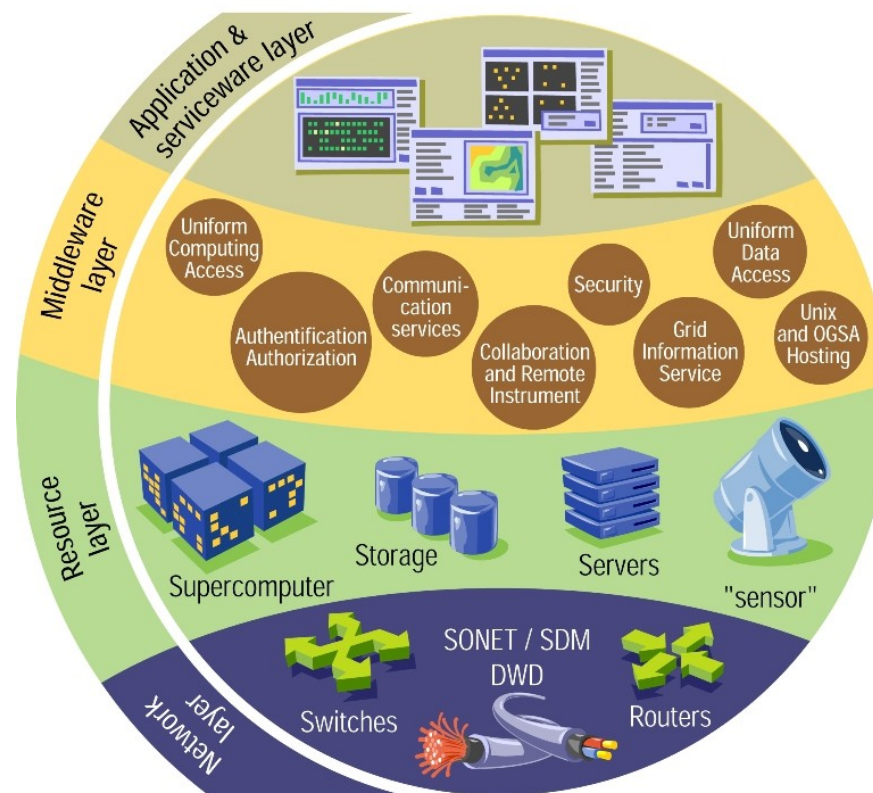 Application &
serviceware layer
Middleware
layer
Uniform
Computing
Access
Authentification
Authorization
Communi-
cation
services
Collaboration
and Remote
Instrument
Security
Grid
Information
Service
Uniform
Data
Access
Unix
and OGSA
Hosting
Resource
layer
Supercomputer
Storage
Servers
"sensor"
Network
layer
Switches
SONET / SDM
DWD
Routers